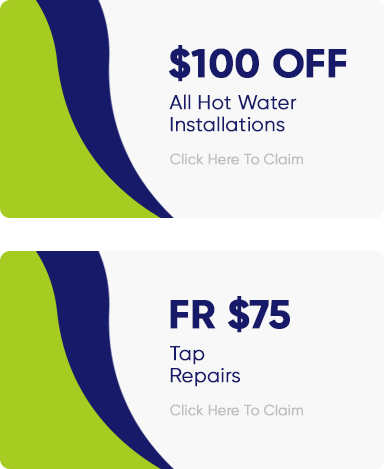 $100 OFF
All Hot Water
Installations
Click Here To Claim
FR $75
Tap
Repairs
Click Here To Claim